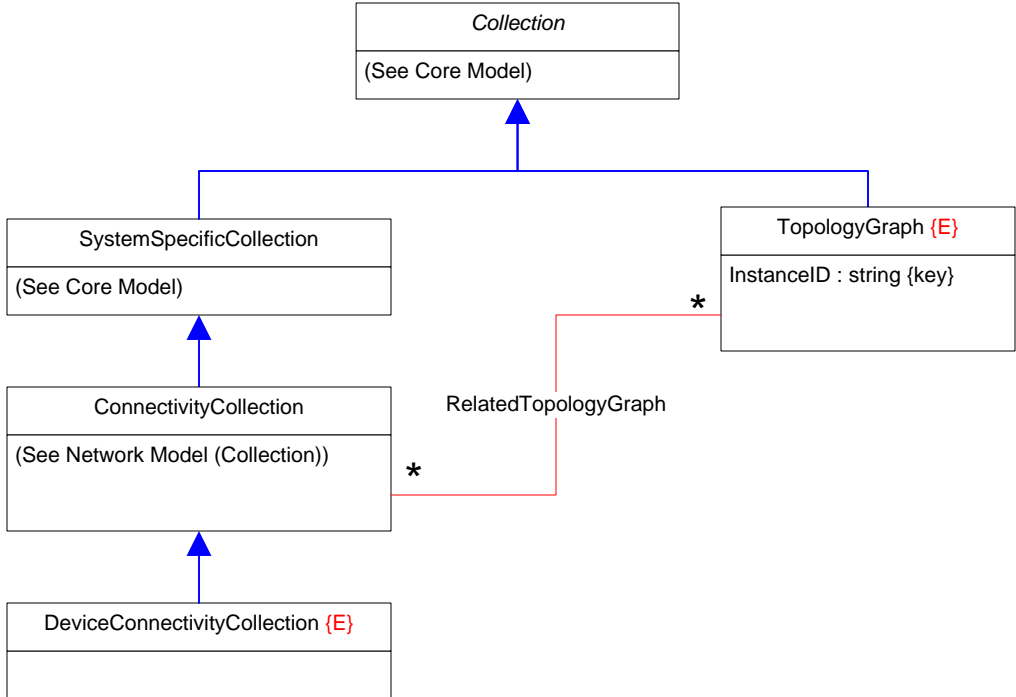 Collection
(See Core Model)
SystemSpecificCollection
(See Core Model)
TopologyGraph {E}
InstanceID : string {key}
*
ConnectivityCollection
(See Network Model (Collection))
RelatedTopologyGraph
*
DeviceConnectivityCollection {E}